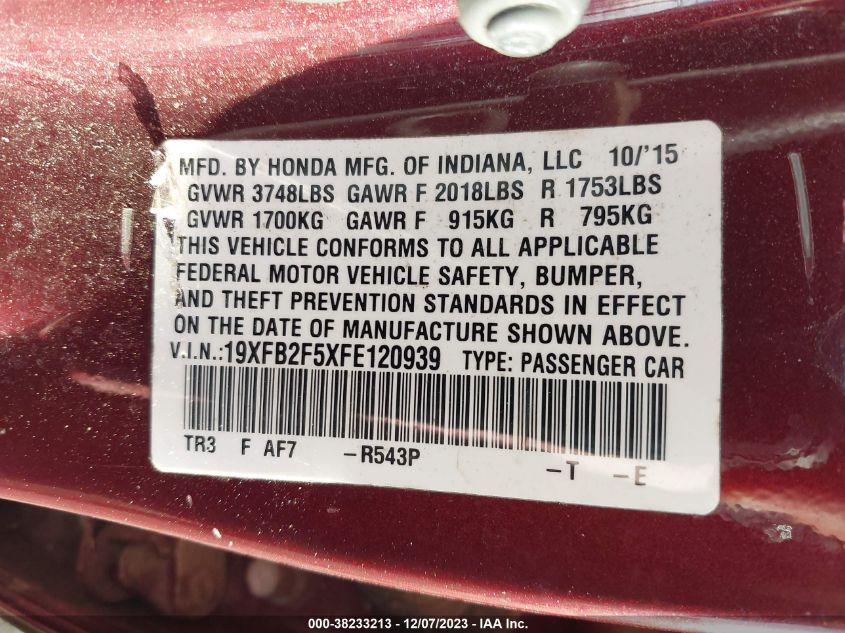 MFD. BY HONDA MFG. OF INDIANA, LLC 10/'15
GVWR 3748LBS GAWR F 2018LBS R 1753LBS
GVWR 1700KG GAWR F 915KG R 795KG
THIS VEHICLE CONFORMS TO ALL APPLICABLE
FEDERAL MOTOR VEHICLE SAFETY, BUMPER,
AND THEFT PREVENTION STANDARDS IN EFFECT
ON THE DATE OF MANUFACTURE SHOWN ABOVE.
V.I.N.:19XFB2F5XFE120939 TYPE: PASSENGER CAR
TR3 F AF7 -R543P -T -E
000-38233213 - 12/07/2023 - IAA Inc.